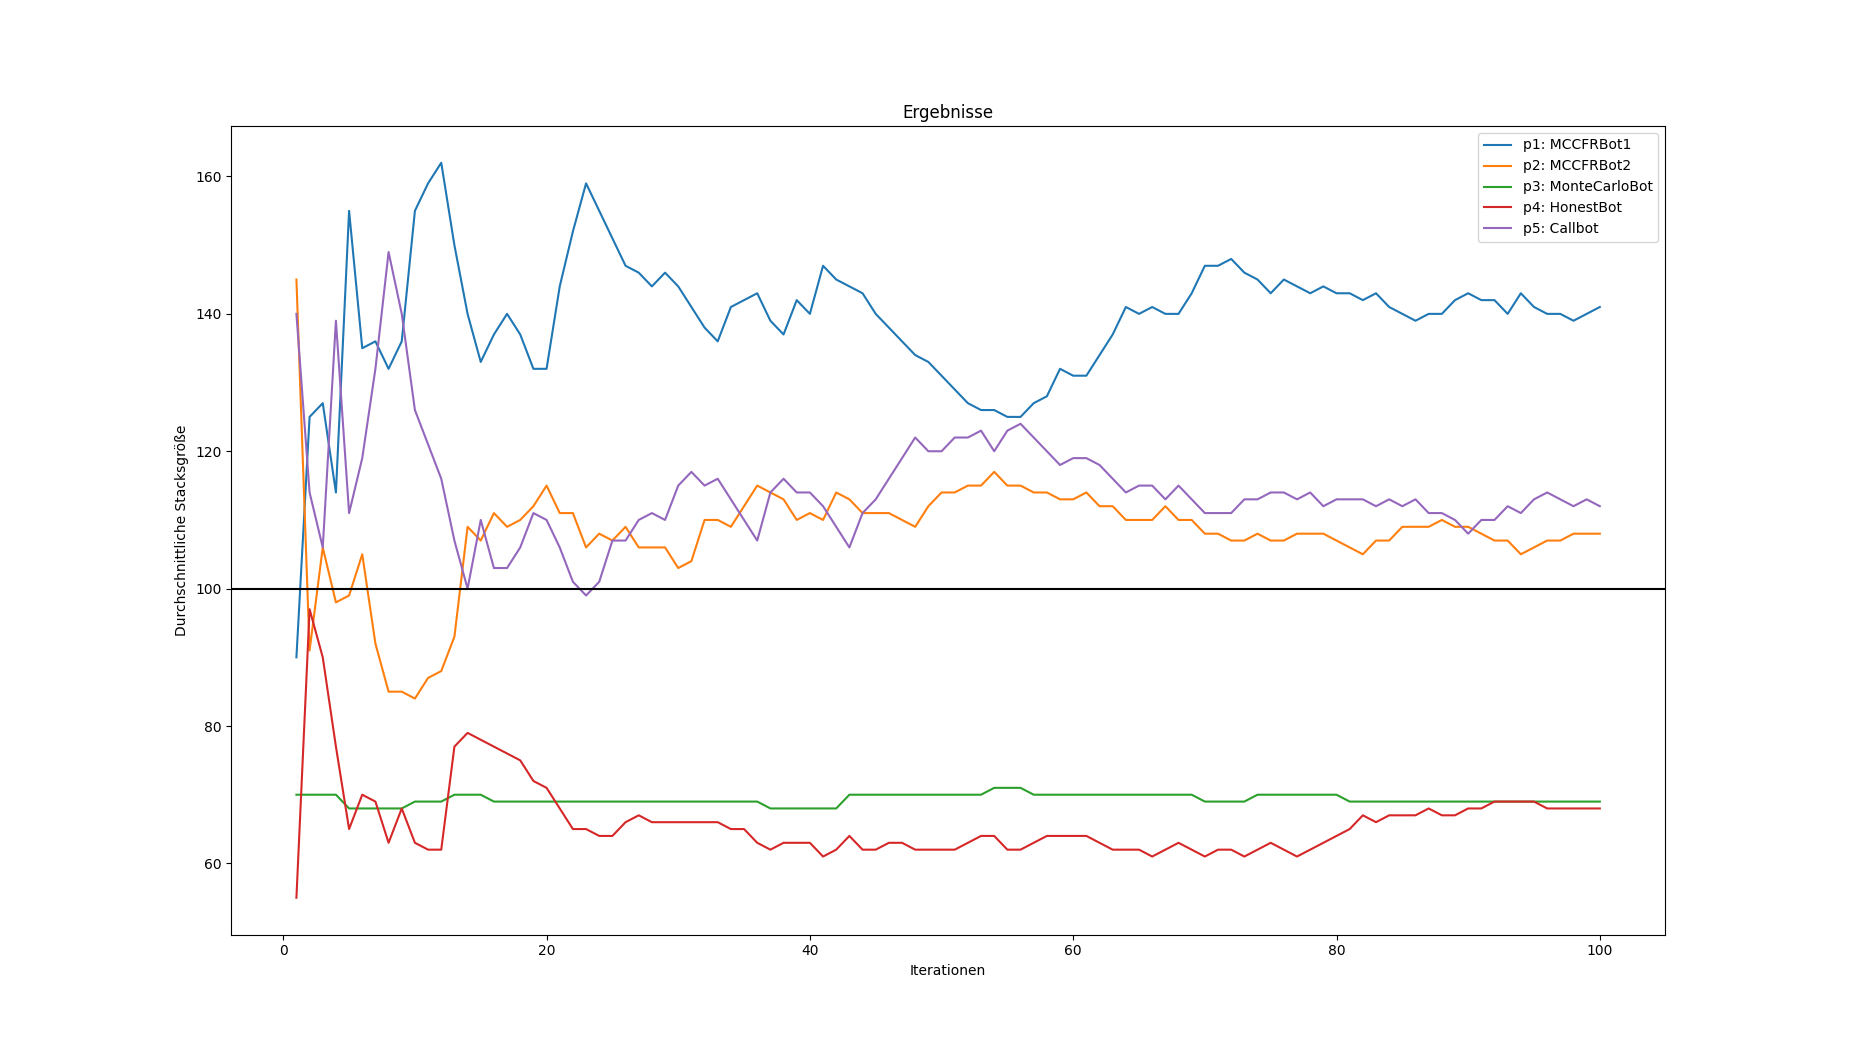 Ergebnisse
p1: MCCFRBot1
p2: MCCFRBot2
p3: MonteCarloBot
p4: HonestBot
p5: Callbot
Durchschnittliche Stacksgröße
160
140
120
100
80
60
0 20 40 60 80 100
Iterationen